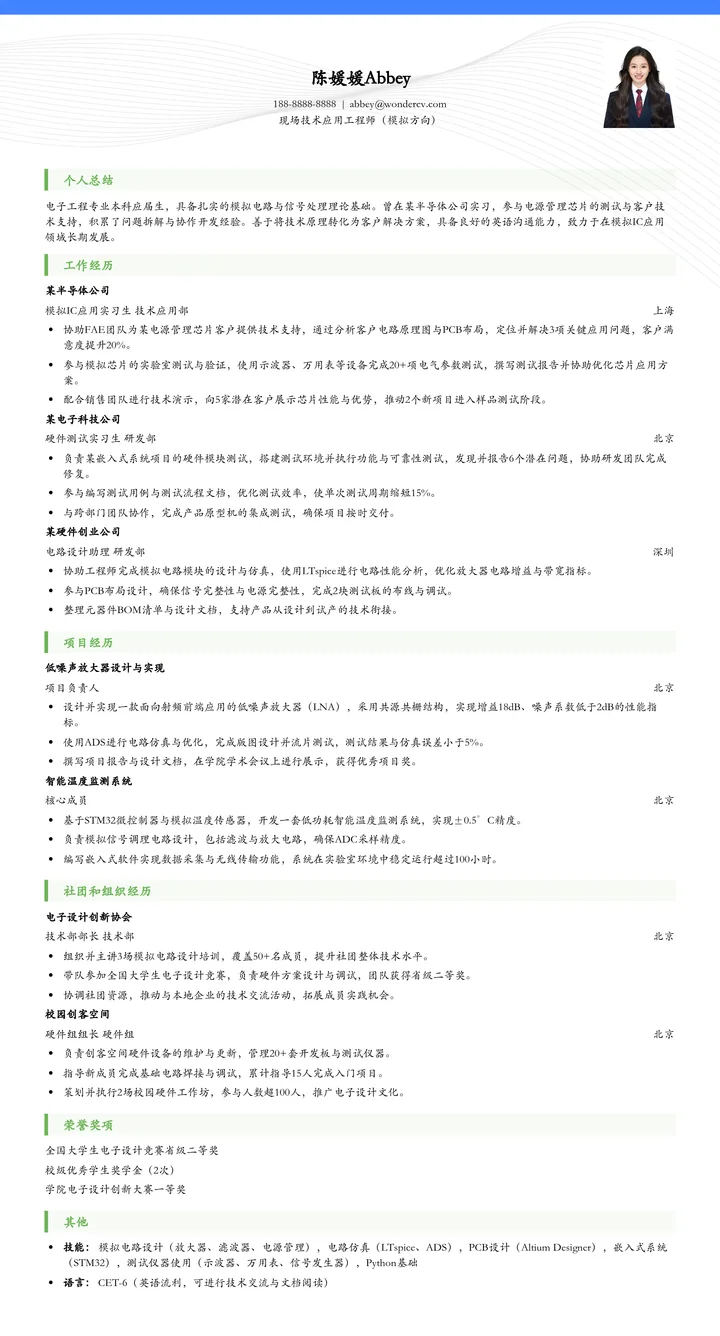 陈媛媛Abbey
188-8888-8888 | abbey@wondercv.com
现场技术应用工程师（模拟方向）
个人总结
电子工程专业本科应届生，具备扎实的模拟电路与信号处理理论基础。曾在某半导体公司实习，参与电源管理芯片的测试与客户技
术支持，积累了问题拆解与协作开发经验。善于将技术原理转化为客户解决方案，具备良好的英语沟通能力，致力于在模拟IC应用
领域长期发展。
工作经历
某半导体公司
模拟IC应用实习生 技术应用部 上海
• 协助FAE团队为某电源管理芯片客户提供技术支持，通过分析客户电路原理图与PCB布局，定位并解决3项关键应用问题，客户满
意度提升20%。
• 参与模拟芯片的实验室测试与验证，使用示波器、万用表等设备完成20+项电气参数测试，撰写测试报告并协助优化芯片应用方
案。
• 配合销售团队进行技术演示，向5家潜在客户展示芯片性能与优势，推动2个新项目进入样品测试阶段。
某电子科技公司
硬件测试实习生 研发部 北京
• 负责某嵌入式系统项目的硬件模块测试，搭建测试环境并执行功能与可靠性测试，发现并报告6个潜在问题，协助研发团队完成
修复。
• 参与编写测试用例与测试流程文档，优化测试效率，使单次测试周期缩短15%。
• 与跨部门团队协作，完成产品原型机的集成测试，确保项目按时交付。
某硬件创业公司
电路设计助理 研发部 深圳
• 协助工程师完成模拟电路模块的设计与仿真，使用LTspice进行电路性能分析，优化放大器电路增益与带宽指标。
• 参与PCB布局设计，确保信号完整性与电源完整性，完成2块测试板的布线与调试。
• 整理元器件BOM清单与设计文档，支持产品从设计到试产的技术衔接。
项目经历
低噪声放大器设计与实现
项目负责人 北京
• 设计并实现一款面向射频前端应用的低噪声放大器（LNA），采用共源共栅结构，实现增益18dB、噪声系数低于2dB的性能指
标。
• 使用ADS进行电路仿真与优化，完成版图设计并流片测试，测试结果与仿真误差小于5%。
• 撰写项目报告与设计文档，在学院学术会议上进行展示，获得优秀项目奖。
智能温度监测系统
核心成员 北京
• 基于STM32微控制器与模拟温度传感器，开发一套低功耗智能温度监测系统，实现±0.5°C精度。
• 负责模拟信号调理电路设计，包括滤波与放大电路，确保ADC采样精度。
• 编写嵌入式软件实现数据采集与无线传输功能，系统在实验室环境中稳定运行超过100小时。
社团和组织经历
电子设计创新协会
技术部部长 技术部 北京
• 组织并主讲3场模拟电路设计培训，覆盖50+名成员，提升社团整体技术水平。
• 带队参加全国大学生电子设计竞赛，负责硬件方案设计与调试，团队获得省级二等奖。
• 协调社团资源，推动与本地企业的技术交流活动，拓展成员实践机会。
校园创客空间
硬件组组长 硬件组 北京
• 负责创客空间硬件设备的维护与更新，管理20+套开发板与测试仪器。
• 指导新成员完成基础电路焊接与调试，累计指导15人完成入门项目。
• 策划并执行2场校园硬件工作坊，参与人数超100人，推广电子设计文化。
荣誉奖项
全国大学生电子设计竞赛省级二等奖
校级优秀学生奖学金（2次）
学院电子设计创新大赛一等奖
其他
• 技能： 模拟电路设计（放大器、滤波器、电源管理），电路仿真（LTspice、ADS），PCB设计（Altium Designer），嵌入式系统
（STM32），测试仪器使用（示波器、万用表、信号发生器），Python基础
• 语言： CET-6（英语流利，可进行技术交流与文档阅读）